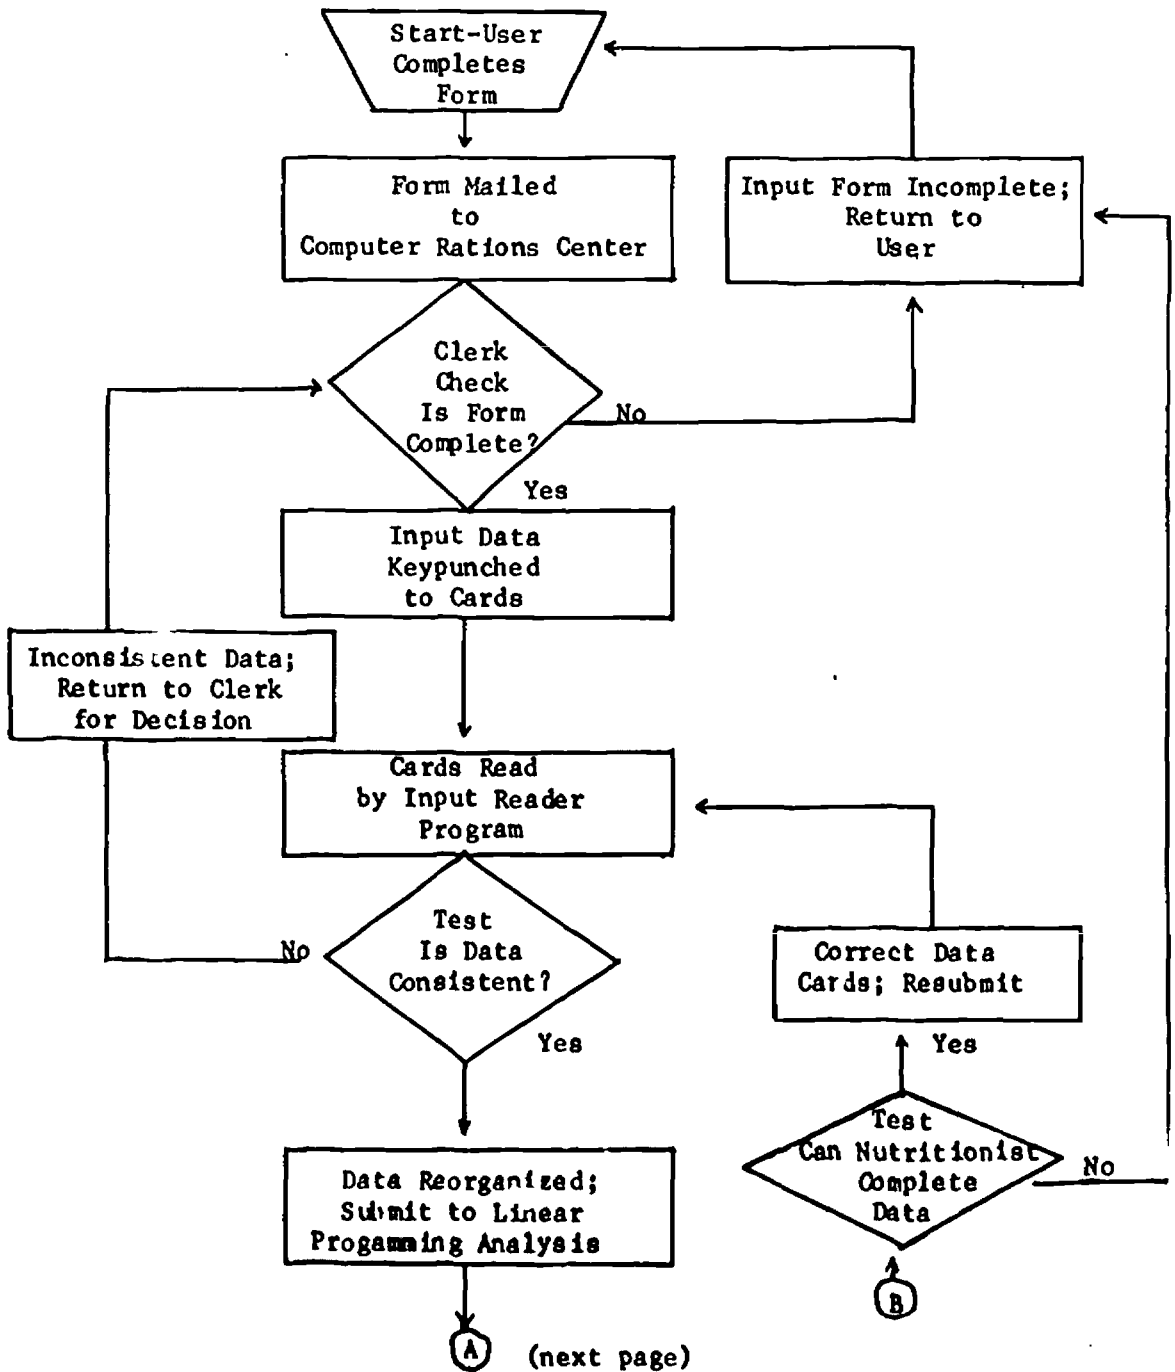 Start-User
Completes
Form
Form Mailed
to
Computer Rations Center
Input Form Incomplete;
Return to
User
Clerk
Check
Is Form
Complete?
No
Yes
Input Data
Keypunched
to Cards
Inconsistent Data;
Return to Clerk
for Decision
Cards Read
by Input Reader
Program
Test
Is Data
Consistent?
No
Yes
Correct Data
Cards; Resubmit
Yes
Test
Can Nutritionist
Complete
Data
No
Data Reorganized;
Submit to Linear
Progamming Analysis
B
A
(next page)